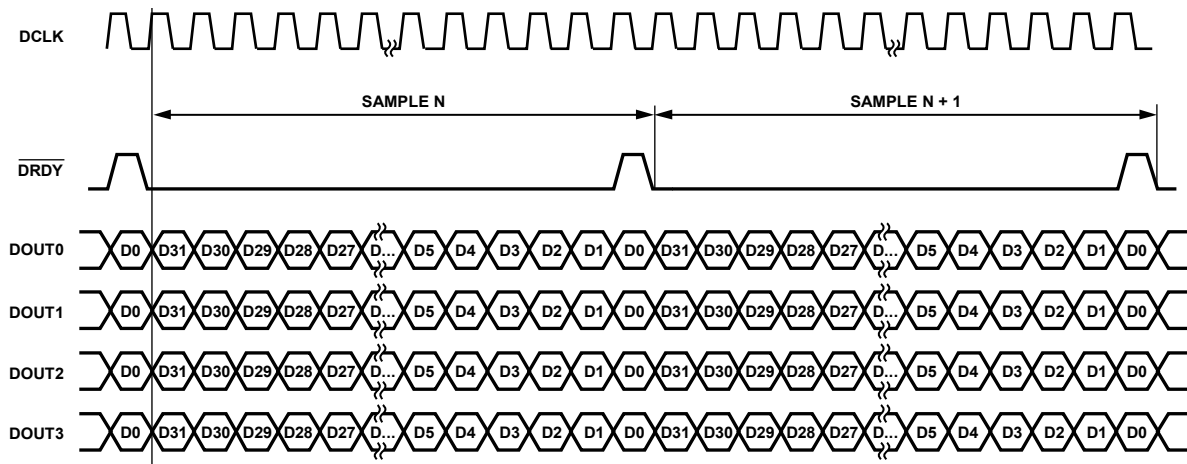 DCLK
SAMPLE N SAMPLE N + 1
DRDY
DOUT0 D0 D31 D30 D29 D28 D27 D... D5 D4 D3 D2 D1 D0 D31 D30 D29 D28 D27 D... D5 D4 D3 D2 D1 D0
DOUT1 D0 D31 D30 D29 D28 D27 D... D5 D4 D3 D2 D1 D0 D31 D30 D29 D28 D27 D... D5 D4 D3 D2 D1 D0
DOUT2 D0 D31 D30 D29 D28 D27 D... D5 D4 D3 D2 D1 D0 D31 D30 D29 D28 D27 D... D5 D4 D3 D2 D1 D0
DOUT3 D0 D31 D30 D29 D28 D27 D... D5 D4 D3 D2 D1 D0 D31 D30 D29 D28 D27 D... D5 D4 D3 D2 D1 D0